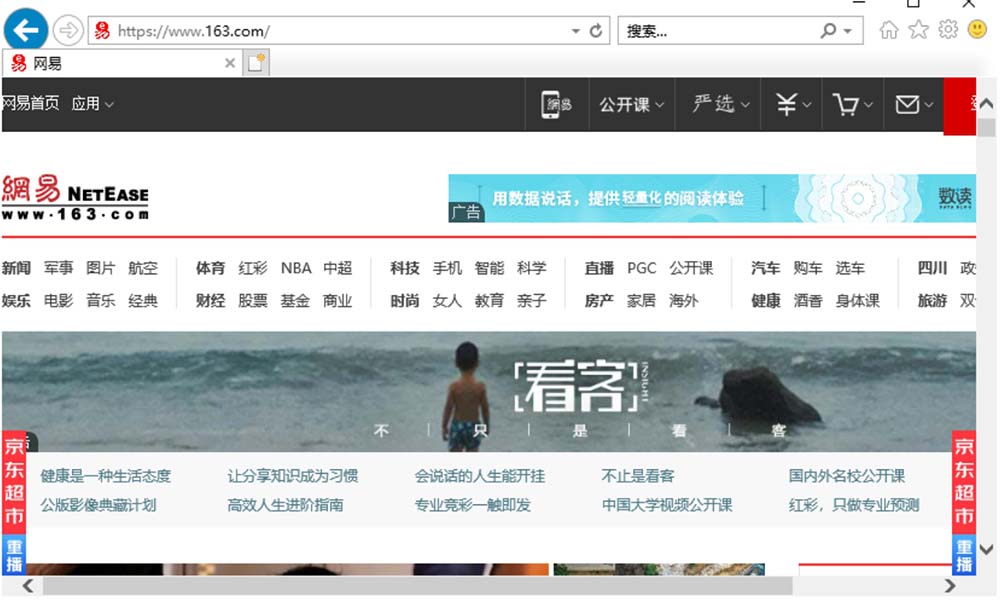 https://www.163.com/
搜索...
网易
网易首页 应用
網易 公开课 严选
網易 NETEASE
www.163.com
用数据说话，提供轻量化的阅读体验
数读
广告
新闻 军事 图片 航空 体育 红彩 NBA 中超 科技 手机 智能 科学 直播 PGC 公开课 汽车 购车 选车 四川
娱乐 电影 音乐 经典 财经 股票 基金 商业 时尚 女人 教育 亲子 房产 家居 海外 健康 酒香 身体课 旅游
看客
INSIGHT
不 只 是 看 客
京东超市
重播
健康是一种生活态度 让分享知识成为习惯 会说话的人生能开挂 不止是看客 国内外名校公开课
公版影像典藏计划 高效人生进阶指南 专业竞彩一触即发 中国大学视频公开课 红彩，只做专业预测
京东超市
重播